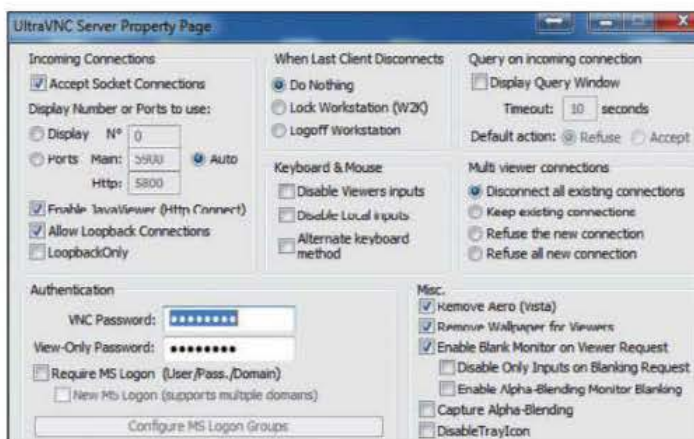 UltraVNC Server Property Page
Incoming Connections
Accept Socket Connections
Display Number or Ports to use:
Display N° 0
Ports Main: 5900 Auto
Http: 5800
Enable JavaViewer (Http Connect)
Allow Loopback Connections
LoopbackOnly
When Last Client Disconnects
Do Nothing
Lock Workstation (W2K)
Logoff Workstation
Keyboard & Mouse
Disable Viewers inputs
Disable Local inputs
Alternate keyboard
method
Query on incoming connection
Display Query Window
Timeout: 10 seconds
Default action: Refuse Accept
Multi viewer connections
Disconnect all existing connections
Keep existing connections
Refuse the new connection
Refuse all new connection
Authentication
VNC Password:
View-Only Password:
Require MS Logon (User/Pass./Domain)
New MS Logon (supports multiple domains)
Configure MS Logon Groups
Misc.
Remove Aero (Vista)
Remove Wallpaper for Viewers
Enable Blank Monitor on Viewer Request
Disable Only Inputs on Blanking Request
Enable Alpha-Blending Monitor Blanking
Capture Alpha-Blending
DisableTrayIcon